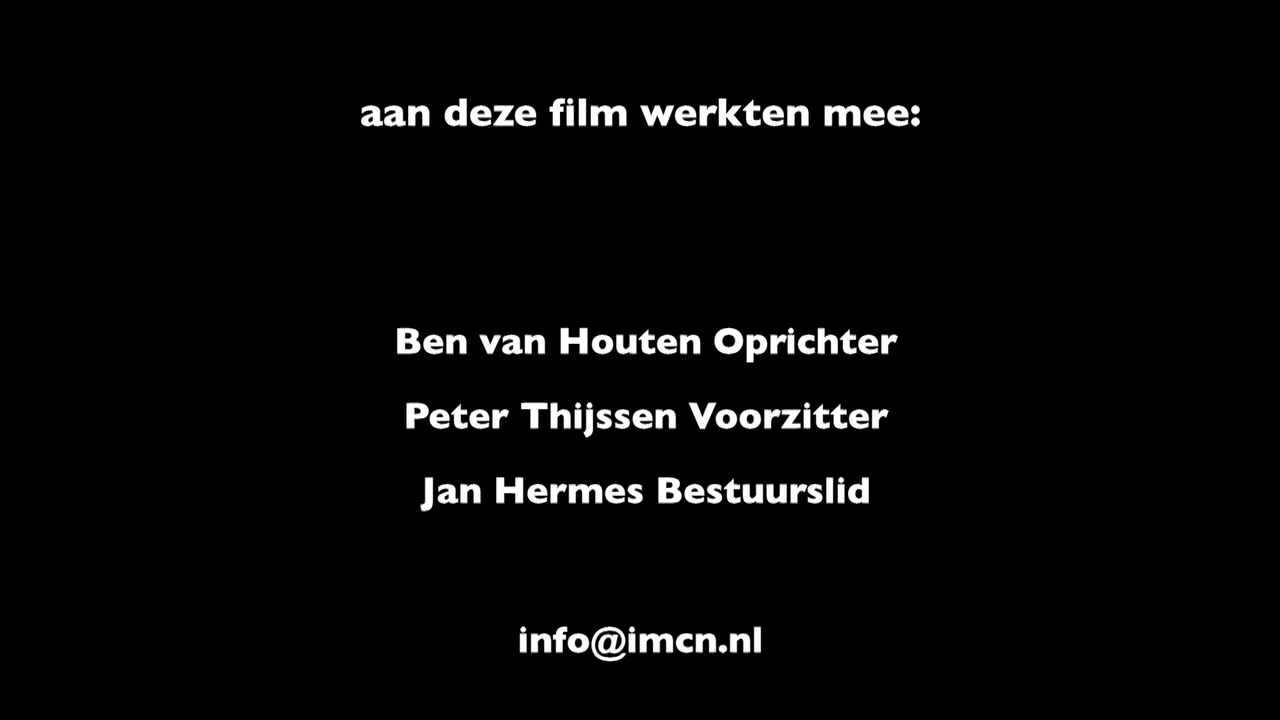 aan deze film werkten mee:
Ben van Houten Oprichter
Peter Thijssen Voorzitter
Jan Hermes Bestuurslid
info@imcn.nl